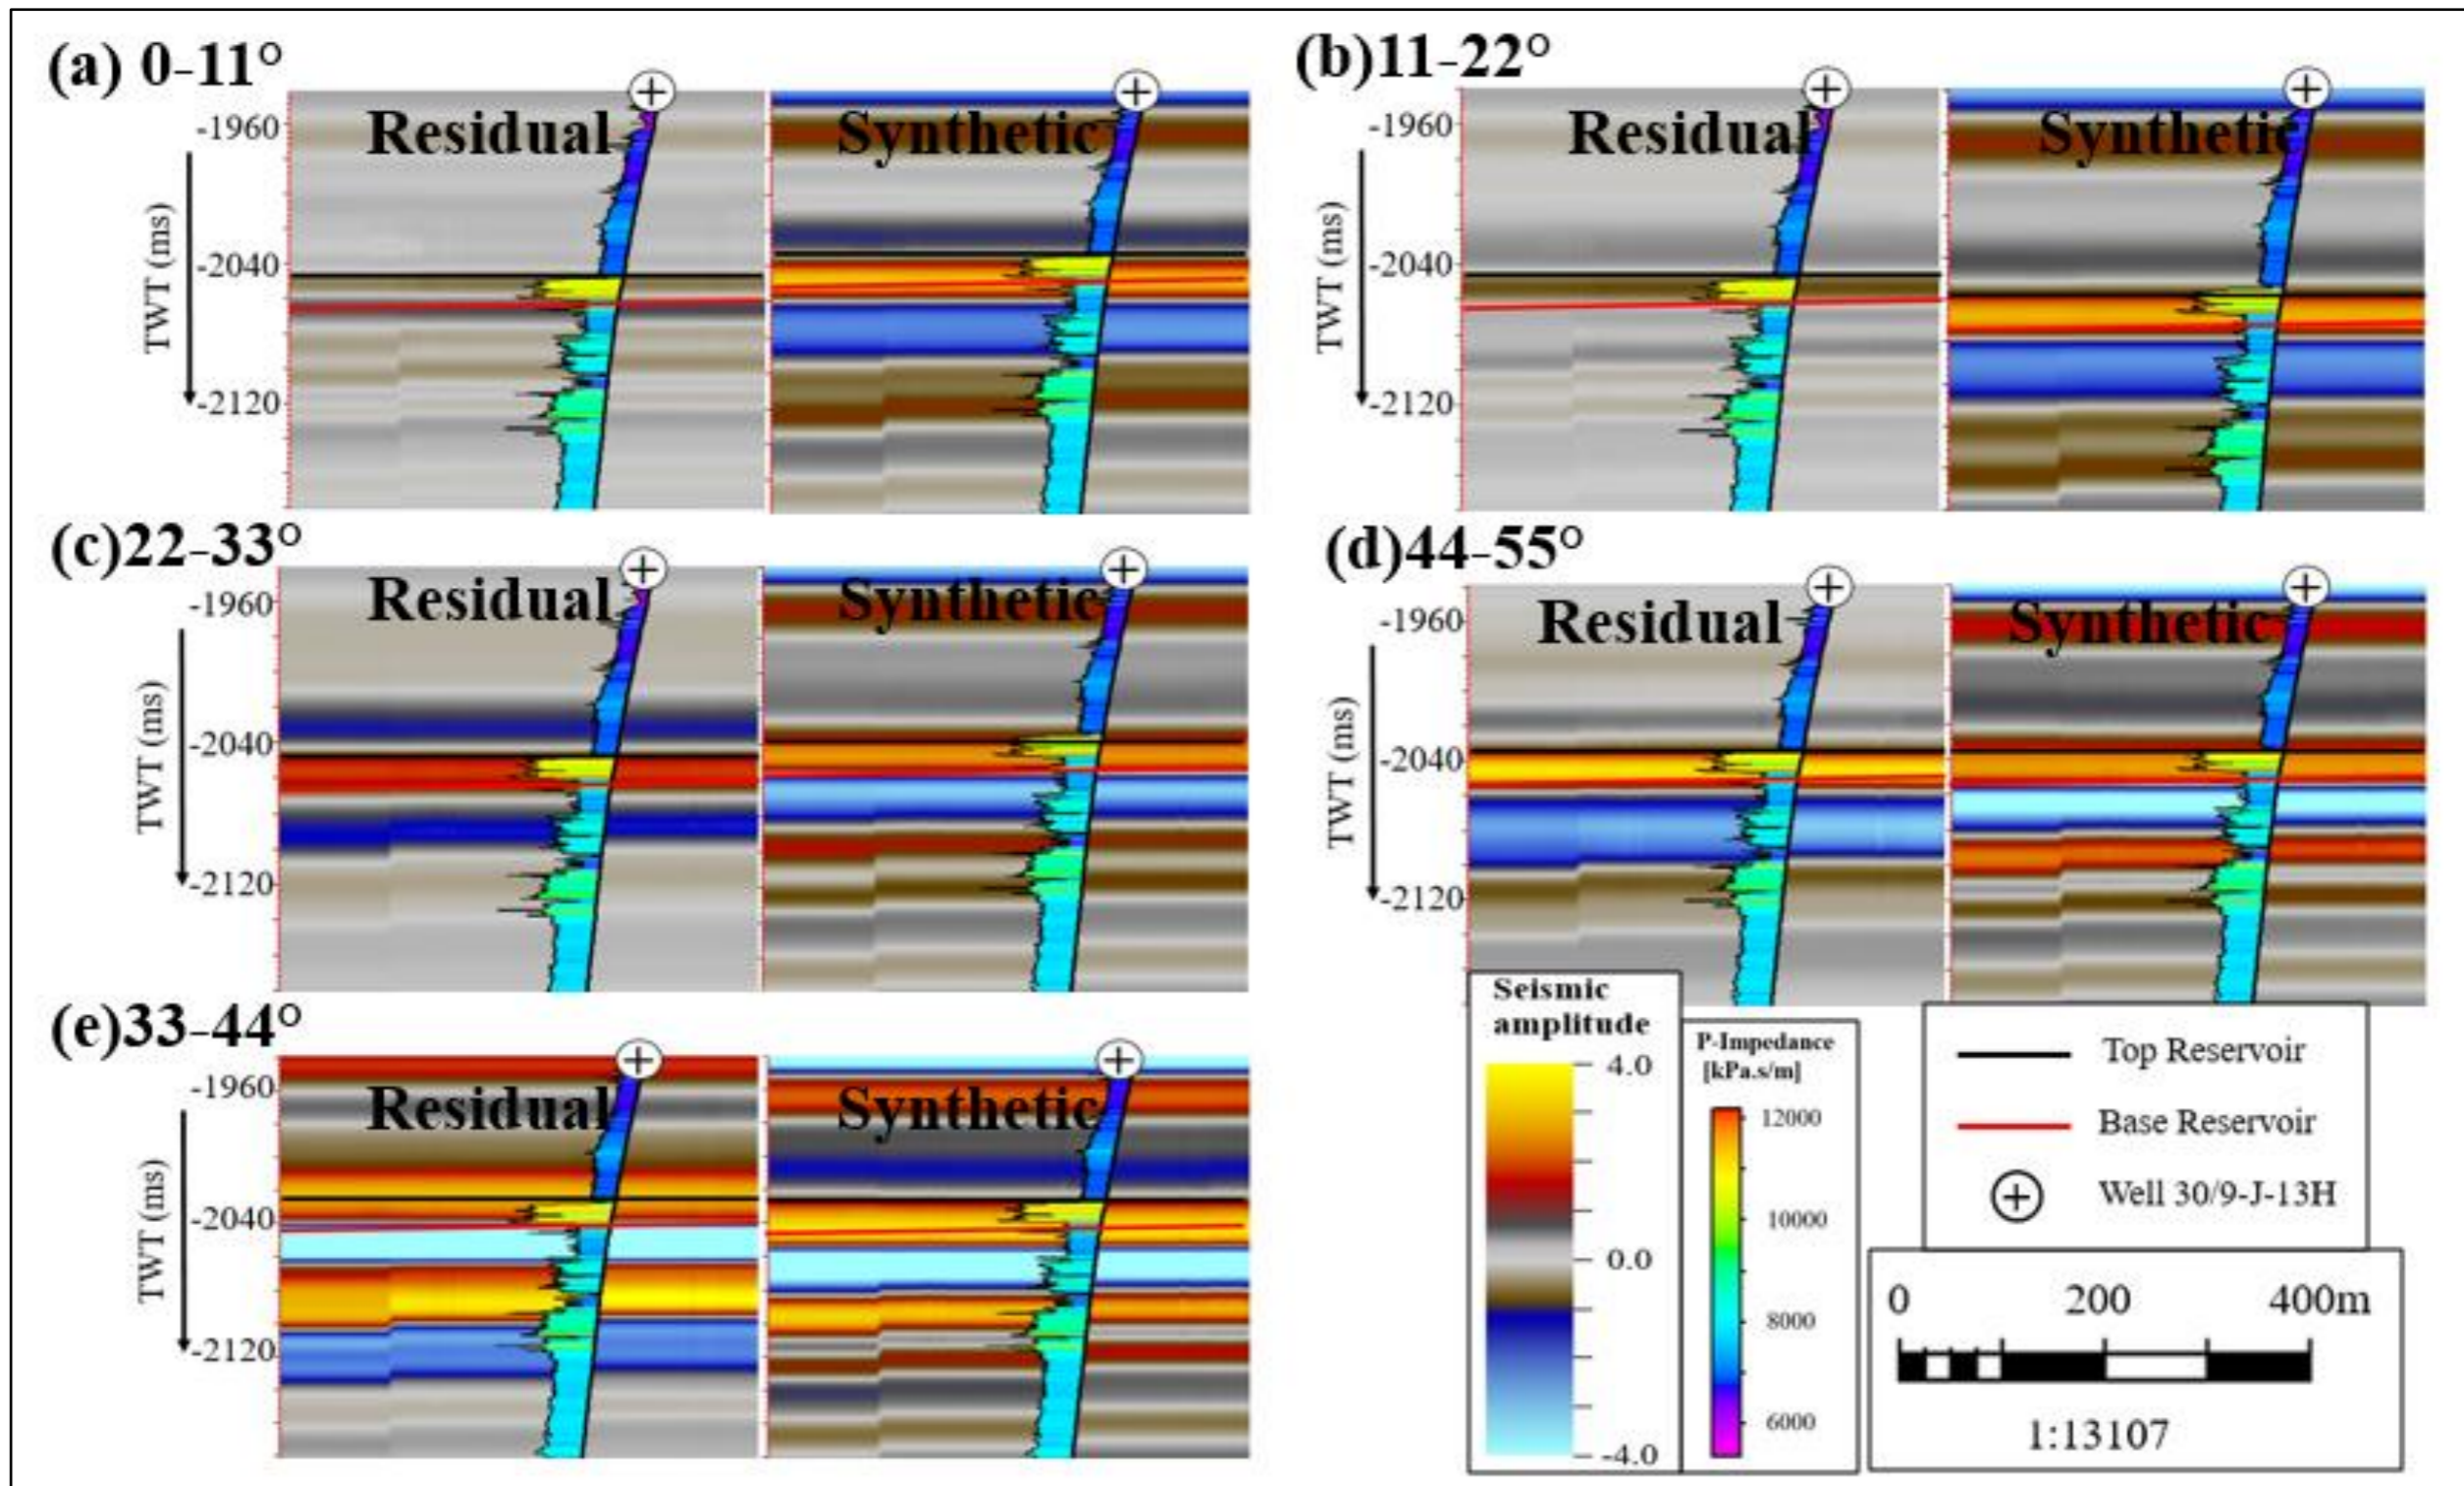 (a) 0-11°
Residual
Synthetic
-1960
-2040
-2120
TWT (ms)
(b)11-22°
Residual
Synthetic
-1960
-2040
-2120
TWT (ms)
(c)22-33°
Residual
Synthetic
-1960
-2040
-2120
TWT (ms)
(d)44-55°
Residual
Synthetic
-1960
-2040
-2120
TWT (ms)
(e)33-44°
Residual
Synthetic
-1960
-2040
-2120
TWT (ms)
Seismic
amplitude
4.0
0.0
-4.0
P-Impedance
[kPa.s/m]
12000
10000
8000
6000
Top Reservoir
Base Reservoir
Well 30/9-J-13H
0 200 400m
1:13107